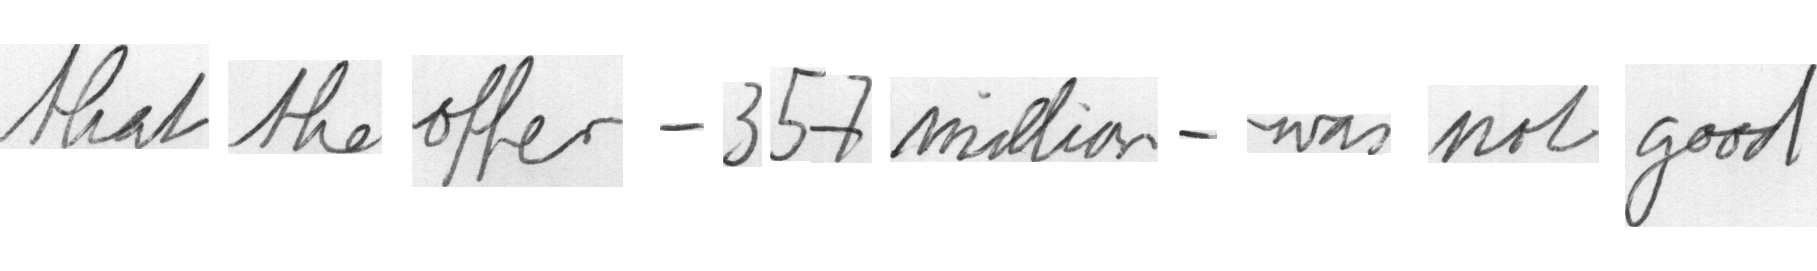 that the offer - 357 million - was not good